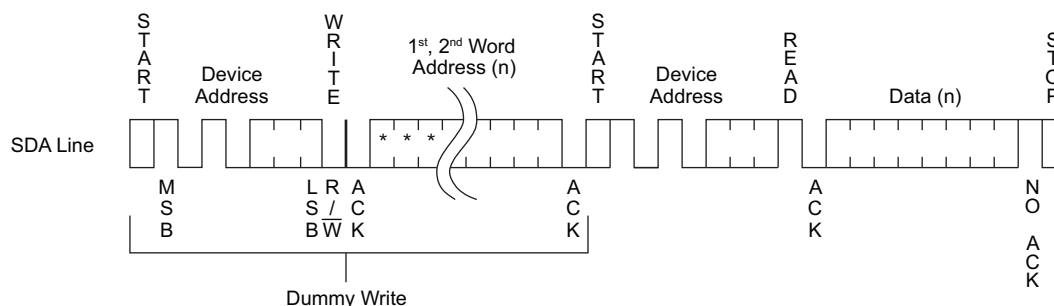 START
WRITE
START
READ
STOP
1st, 2nd Word
Address (n)
Device
Address
Device
Address
Data (n)
SDA Line
* * *
MSB
LSB
R/W
ACK
ACK
ACK
NO ACK
Dummy Write